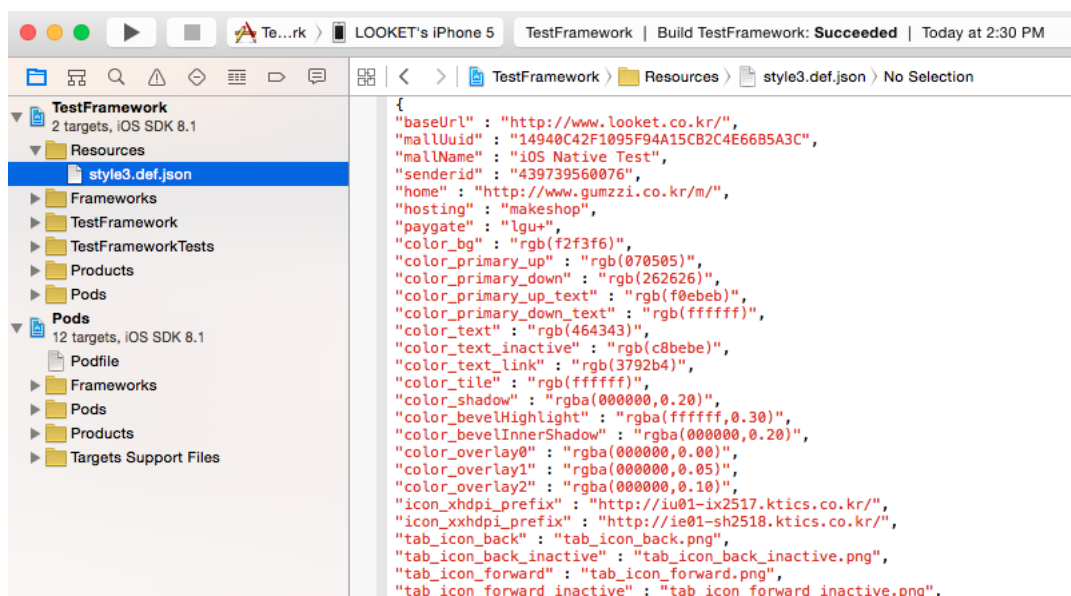 Te...rk 〉 LOOKET's iPhone 5
TestFramework | Build TestFramework: Succeeded | Today at 2:30 PM
TestFramework 〉 Resources 〉 style3.def.json 〉 No Selection
TestFramework
2 targets, iOS SDK 8.1
Resources
style3.def.json
Frameworks
TestFramework
TestFrameworkTests
Products
Pods
Pods
12 targets, iOS SDK 8.1
Podfile
Frameworks
Pods
Products
Targets Support Files
{
"baseUrl" : "http://www.looket.co.kr/",
"mallUuid" : "14940C42F1095F94A15CB2C4E66B5A3C",
"mallName" : "iOS Native Test",
"senderid" : "439739560076",
"home" : "http://www.gumzzi.co.kr/m/",
"hosting" : "makeshop",
"paygate" : "lgu+",
"color_bg" : "rgb(f2f3f6)",
"color_primary_up" : "rgb(070505)",
"color_primary_down" : "rgb(262626)",
"color_primary_up_text" : "rgb(f0ebeb)",
"color_primary_down_text" : "rgb(ffffff)",
"color_text" : "rgb(464343)",
"color_text_inactive" : "rgb(c8bebe)",
"color_text_link" : "rgb(3792b4)",
"color_tile" : "rgb(ffffff)",
"color_shadow" : "rgba(000000,0.20)",
"color_bevelHighlight" : "rgba(ffffff,0.30)",
"color_bevelInnerShadow" : "rgba(000000,0.20)",
"color_overlay0" : "rgba(000000,0.00)",
"color_overlay1" : "rgba(000000,0.05)",
"color_overlay2" : "rgba(000000,0.10)",
"icon_xhdpi_prefix" : "http://iu01-ix2517.ktics.co.kr/",
"icon_xxhdpi_prefix" : "http://ie01-sh2518.ktics.co.kr/",
"tab_icon_back" : "tab_icon_back.png",
"tab_icon_back_inactive" : "tab_icon_back_inactive.png",
"tab_icon_forward" : "tab_icon_forward.png",
"tab_icon_forward_inactive" : "tab_icon_forward_inactive.png",